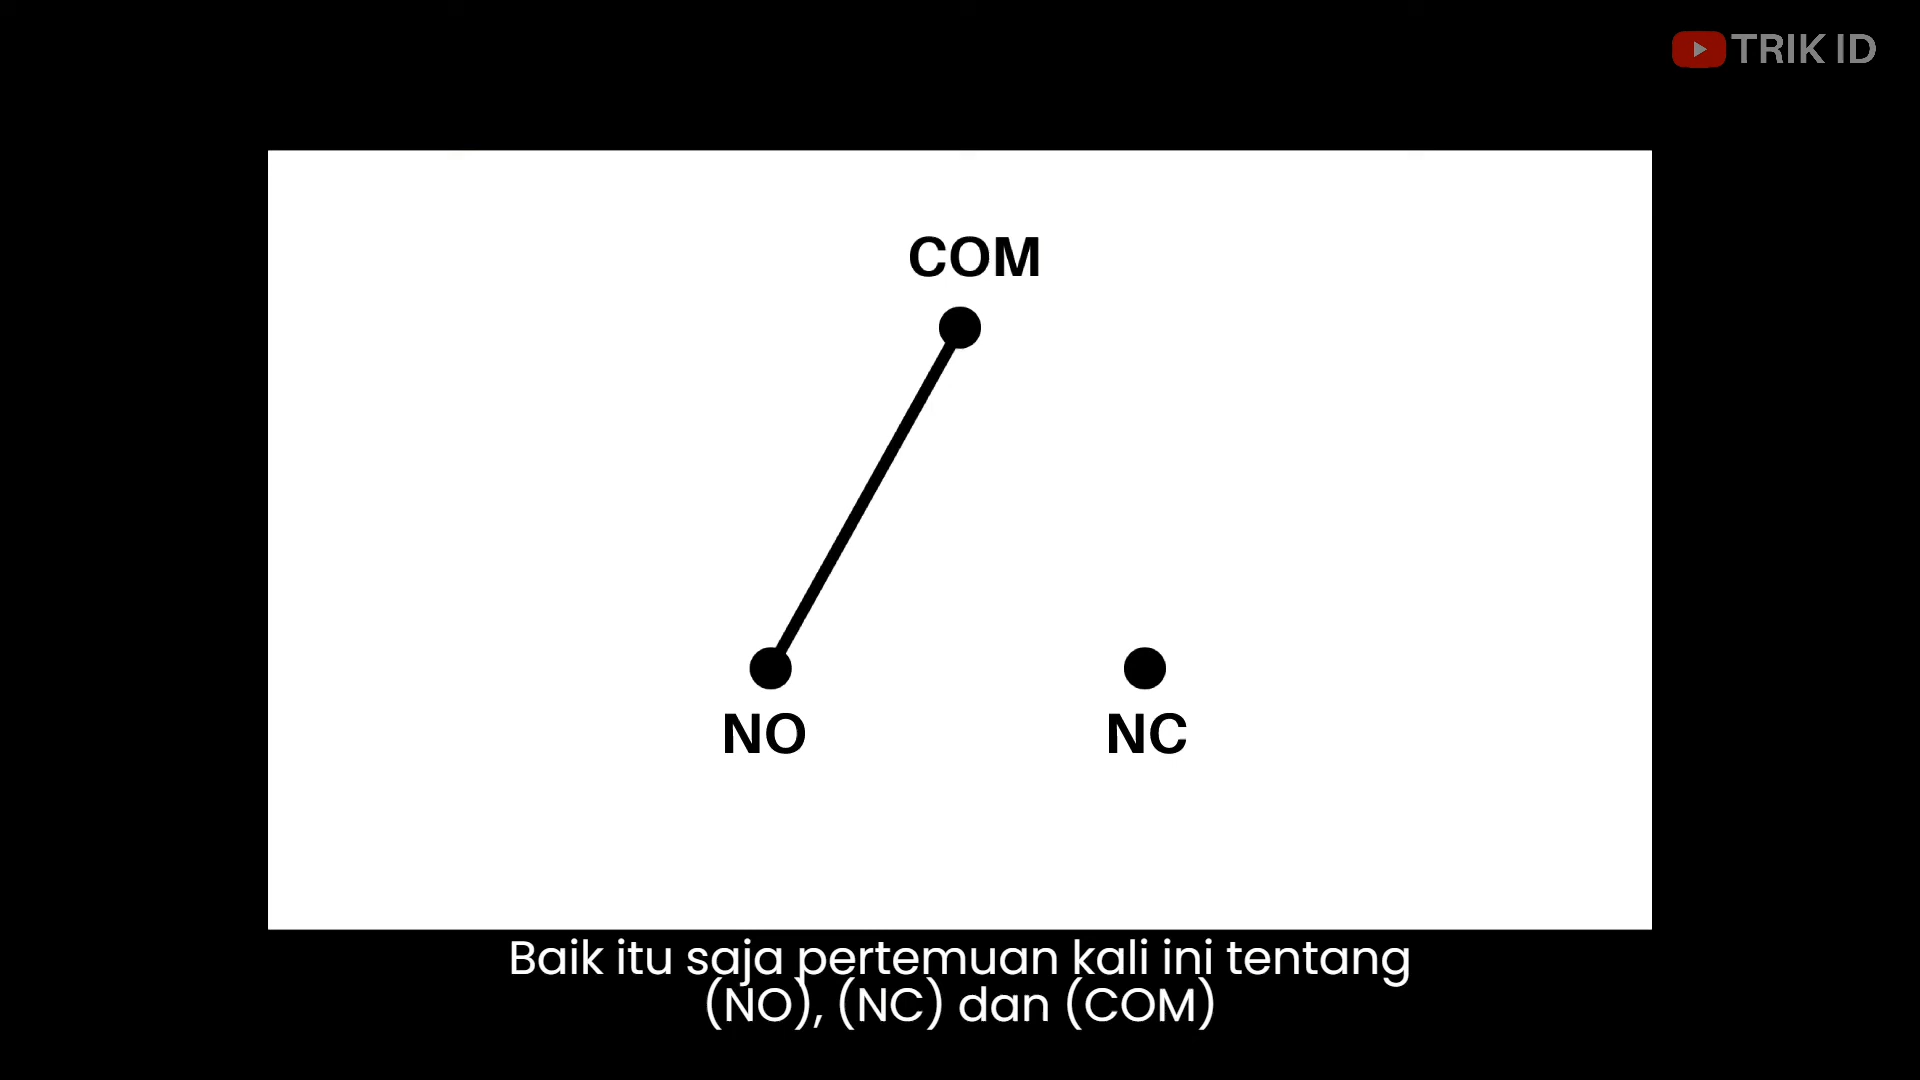 TRIK ID
COM
NO
NC
Baik itu saja pertemuan kali ini tentang
(NO), (NC) dan (COM)